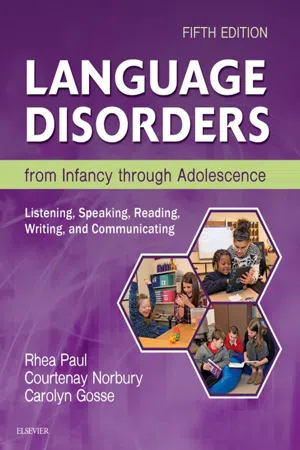 FIFTH EDITION
LANGUAGE
DISORDERS
from Infancy through Adolescence
Listening, Speaking, Reading,
Writing, and Communicating
Rhea Paul
Courtenay Norbury
Carolyn Gosse
ELSEVIER